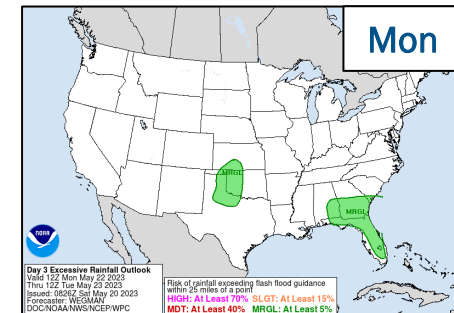 Mon
MRGL
MRGL
NOAA
Day 3 Excessive Rainfall Outlook
Valid 12Z Mon May 22 2023
Thru 12Z Tue May 23 2023
Issued: 0826Z Sat May 20 2023
Forecaster: WEGMAN
DOC/NOAA/NWS/NCEP/WPC
Risk of rainfall exceeding flash flood guidance
within 25 miles of a point
HIGH: At Least 70% SLGT: At Least 15%
MDT: At Least 40% MRGL: At Least 5%